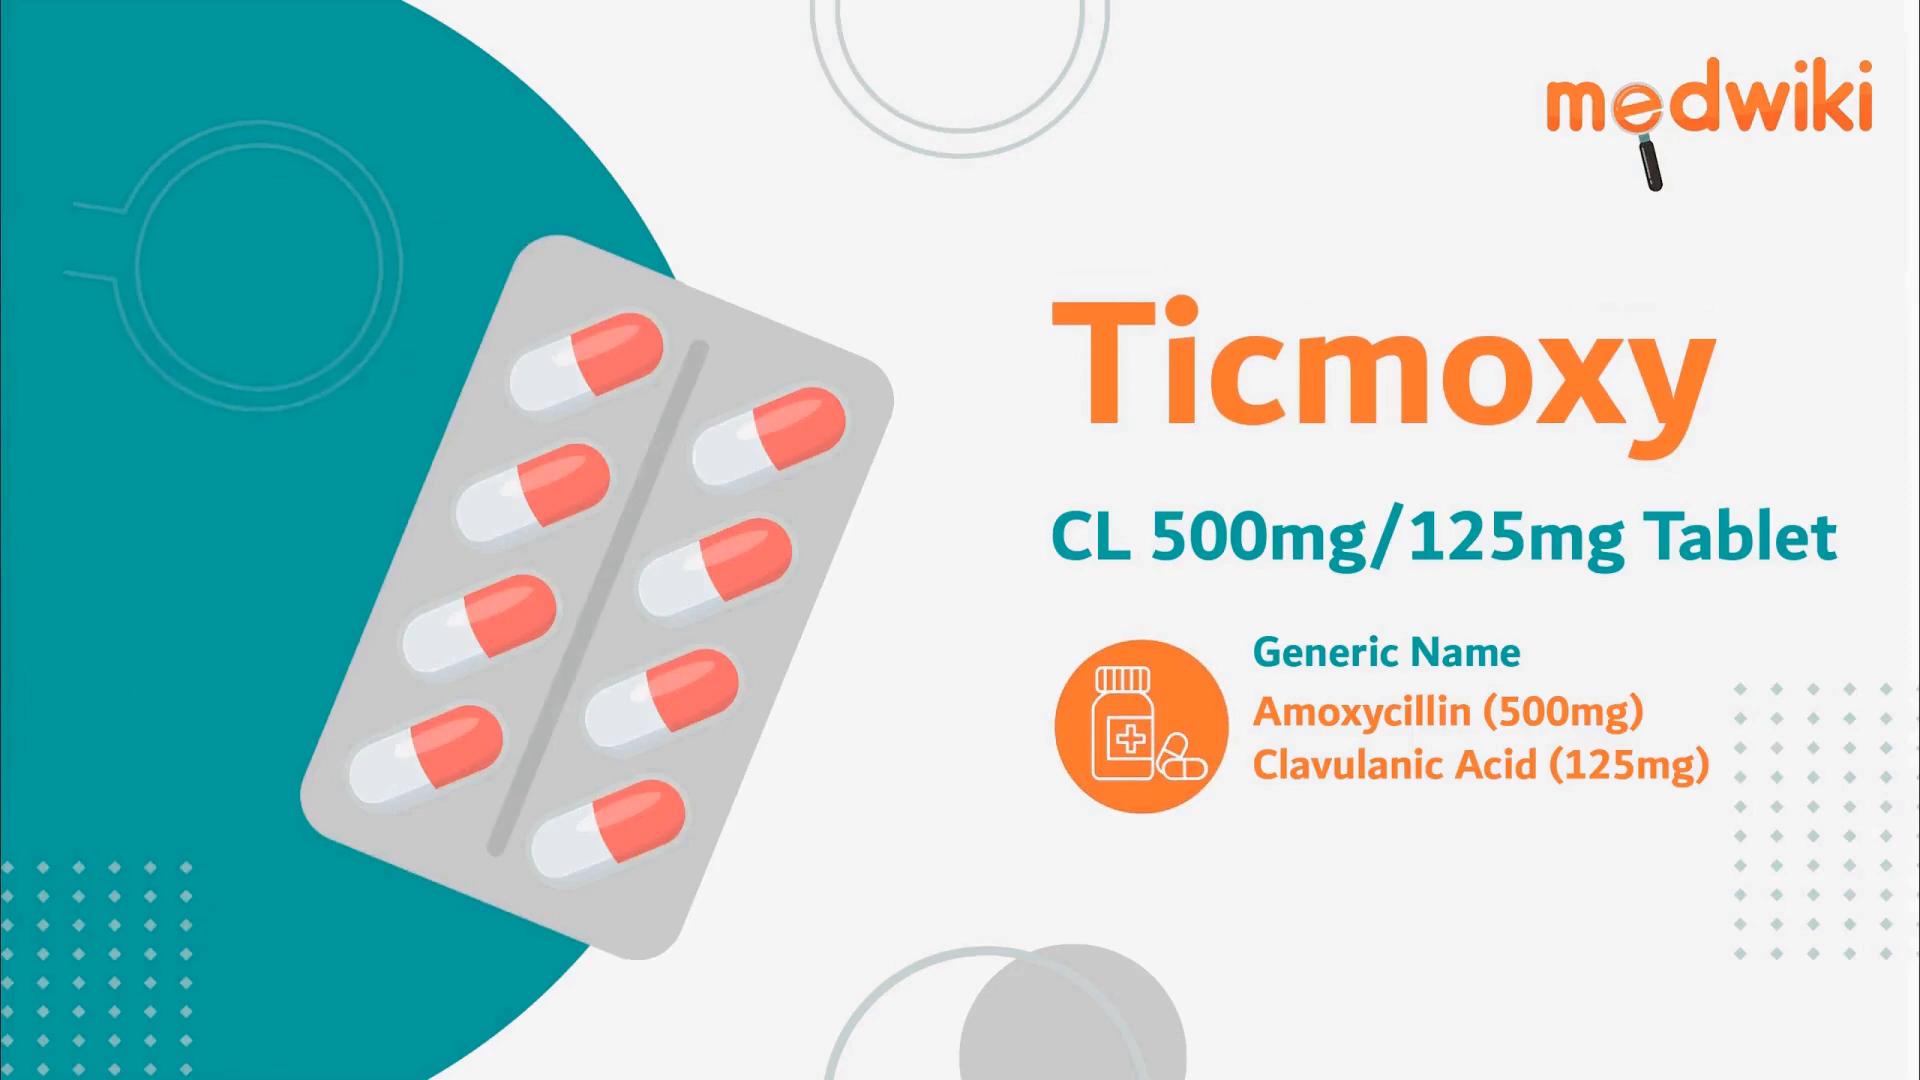 medwiki
Ticmoxy
CL 500mg/125mg Tablet
Generic Name
Amoxycillin (500mg)
Clavulanic Acid (125mg)